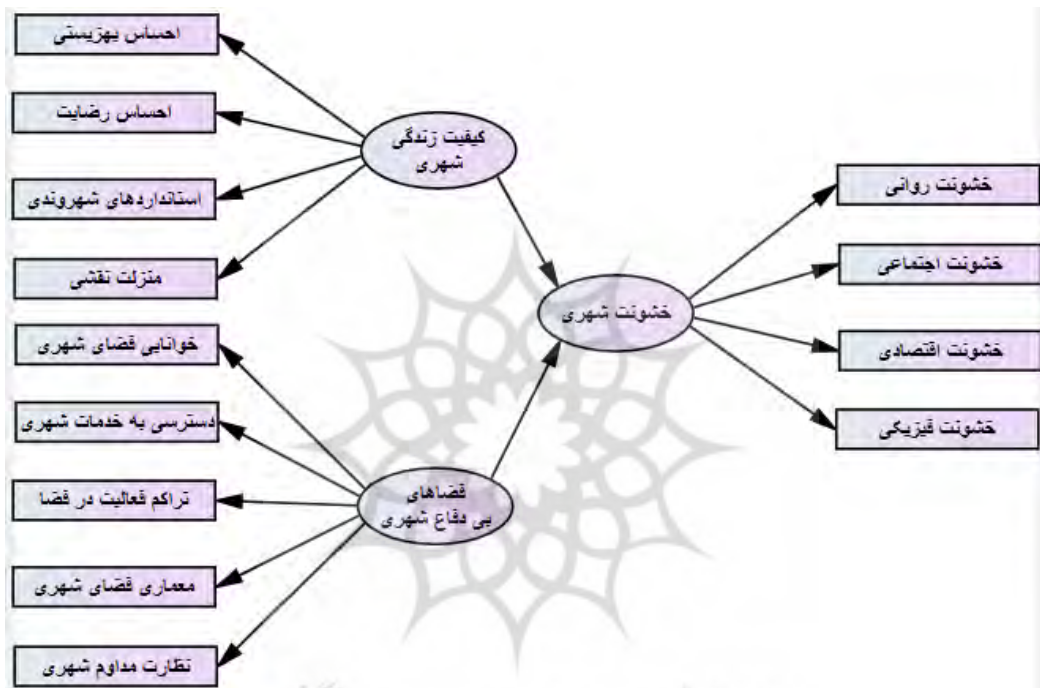 احساس بهزیستی
احساس رضایت
استانداردهای شهروندی
منزلت نقشی
خوانایی فضای شهری
دسترسی به خدمات شهری
تراکم فعالیت در فضا
معماری فضای شهری
نظارت مداوم شهری
کیفیت زندگی
شهری
فضاهای
بی دفاع شهری
خشونت شهری
خشونت روانی
خشونت اجتماعی
خشونت اقتصادی
خشونت فیزیکی